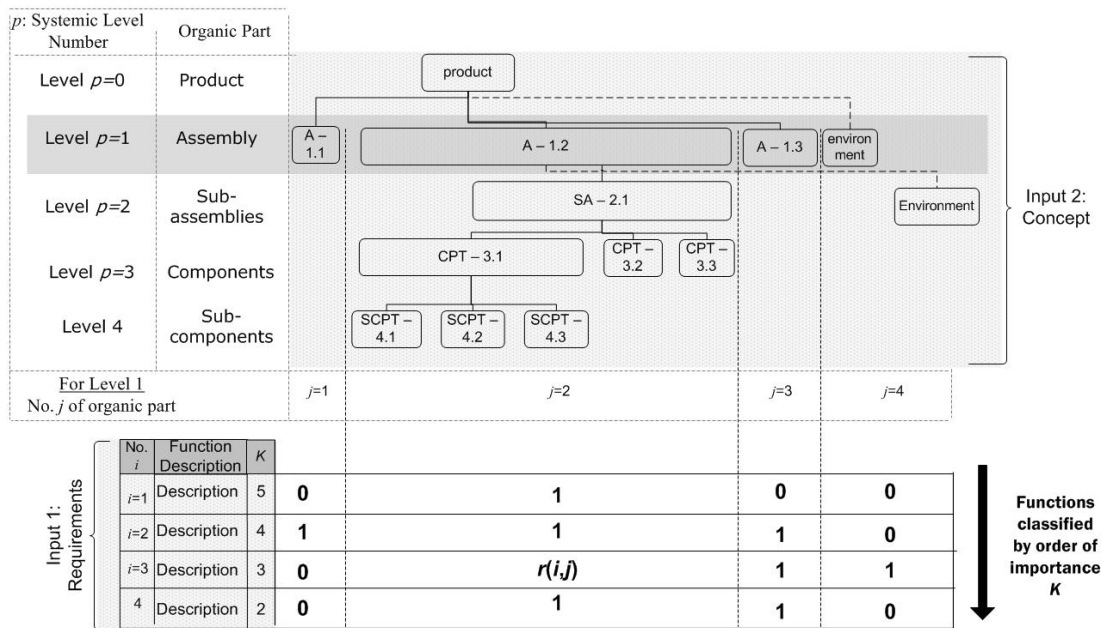 p: Systemic Level
Number
Organic Part
Level p=0
Product
product
Level p=1
Assembly
A –
1.1
A – 1.2
A – 1.3
environ
ment
Level p=2
Sub-
assemblies
SA – 2.1
Environment
Input 2:
Concept
Level p=3
Components
CPT – 3.1
CPT –
3.2
CPT –
3.3
Level 4
Sub-
components
SCPT –
4.1
SCPT –
4.2
SCPT –
4.3
For Level 1
No. j of organic part
j=1
j=2
j=3
j=4
Input 1:
Requirements
No.
i
Function
Description
K
i=1 Description 5 0 1 0 0
i=2 Description 4 1 1 1 0
i=3 Description 3 0 r(i,j) 1 1
4 Description 2 0 1 1 0
Functions
classified
by order of
importance
K